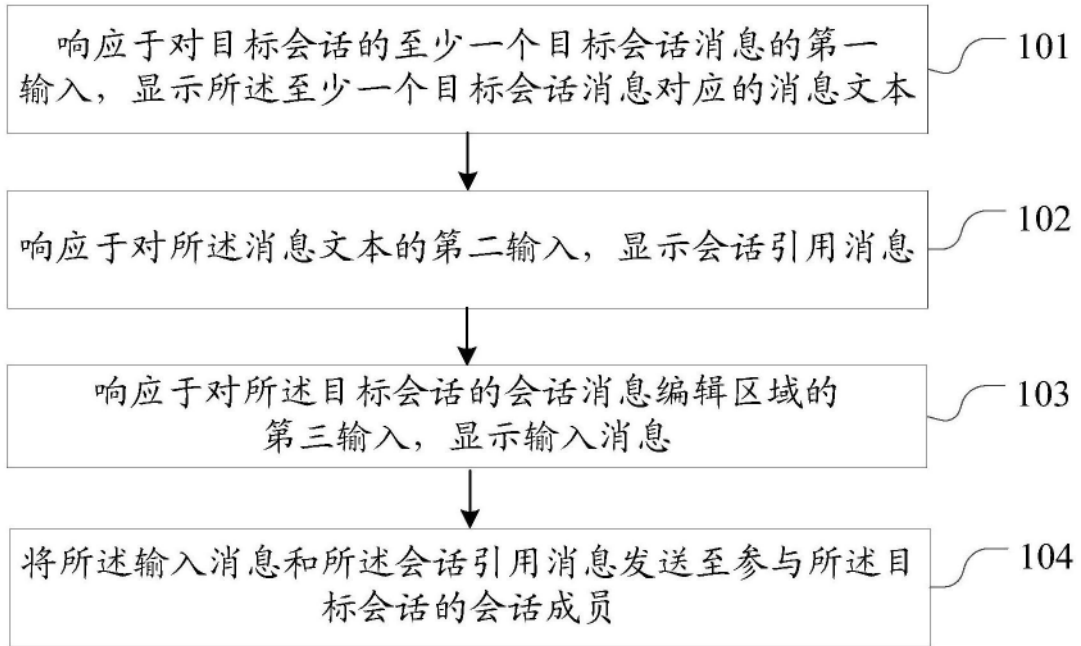 响应于对目标会话的至少一个目标会话消息的第一
输入，显示所述至少一个目标会话消息对应的消息文本
101
响应于对所述消息文本的第二输入，显示会话引用消息
102
响应于对所述目标会话的会话消息编辑区域的
第三输入，显示输入消息
103
将所述输入消息和所述会话引用消息发送至参与所述目
标会话的会话成员
104